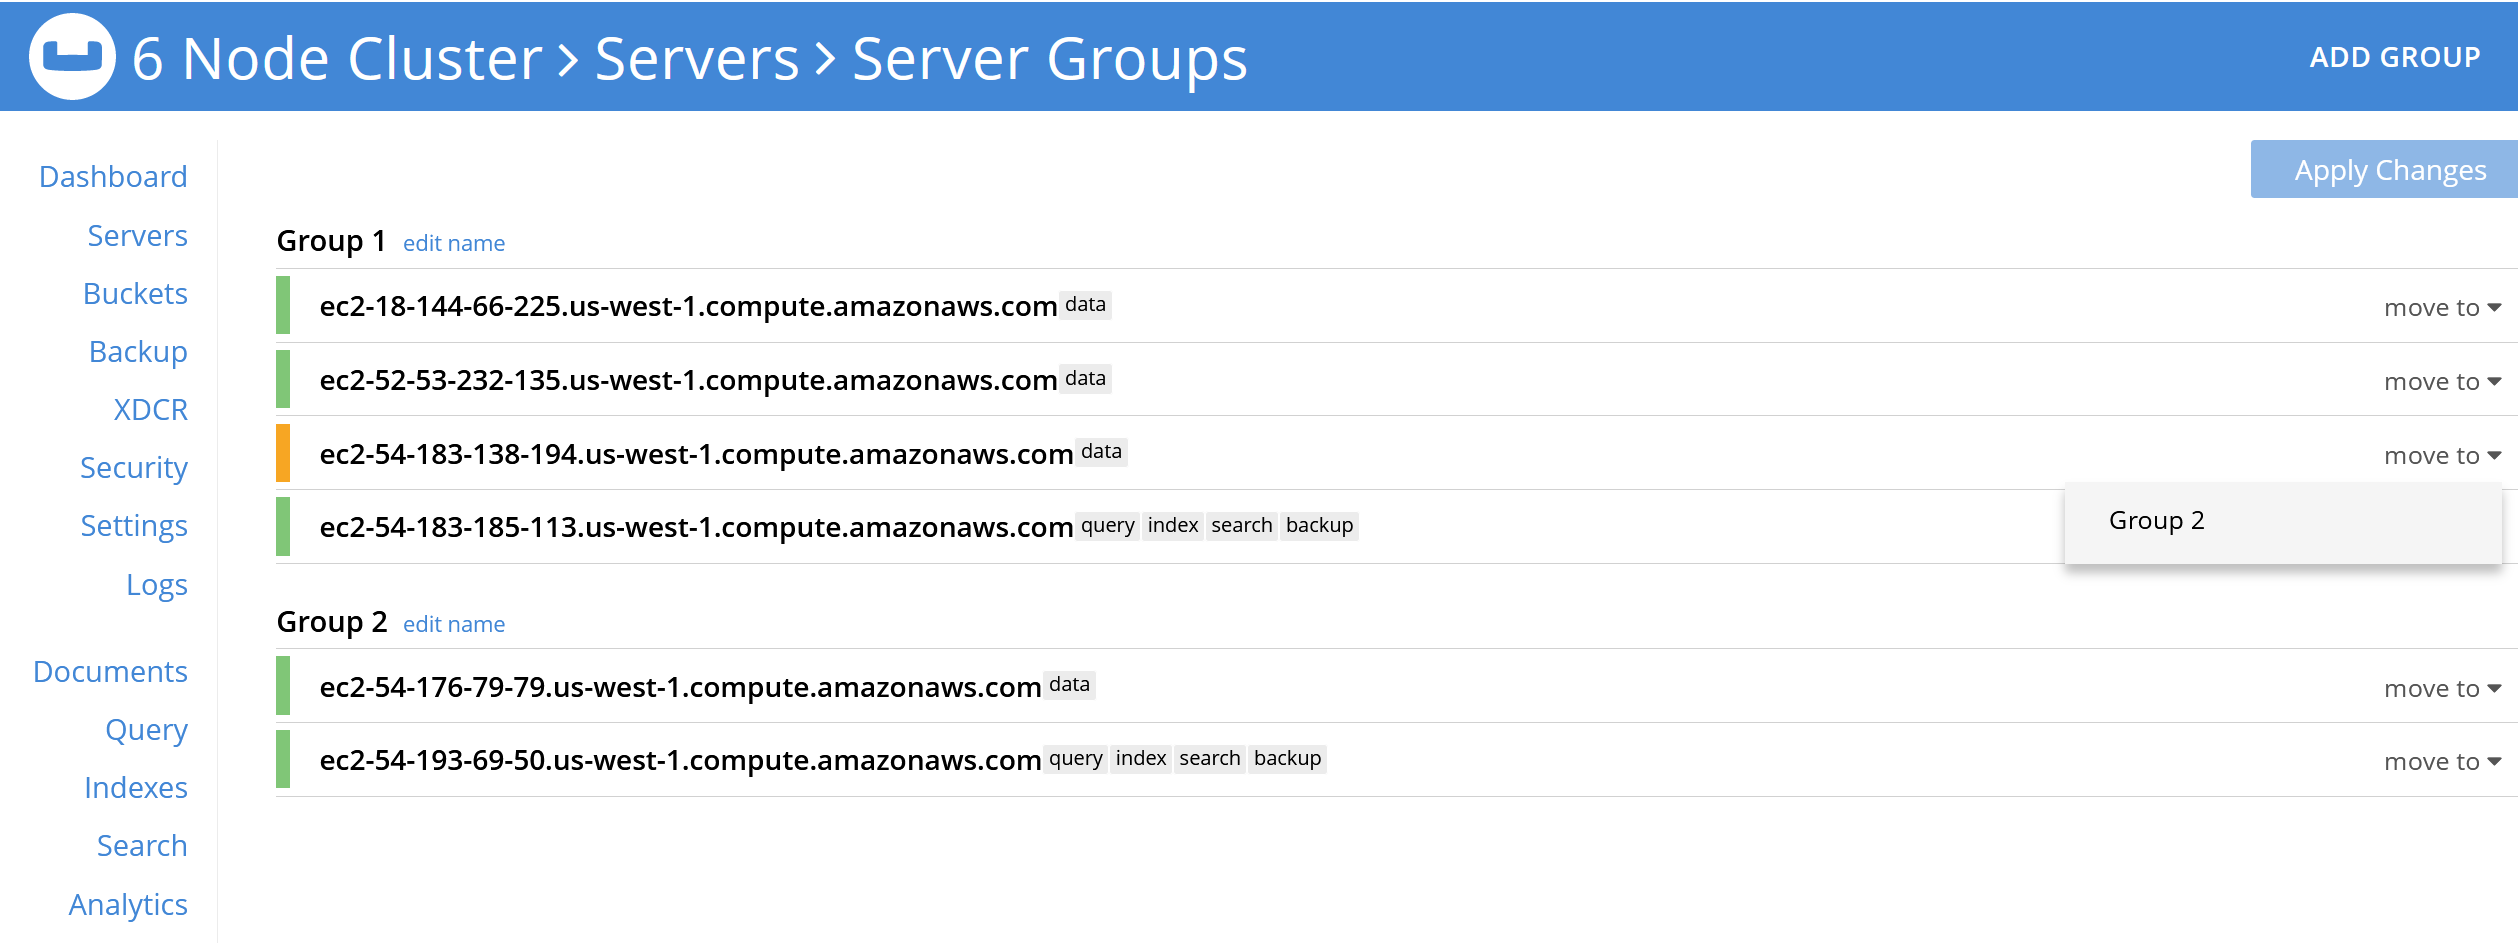 6 Node Cluster > Servers > Server Groups
ADD GROUP
Dashboard
Servers
Buckets
Backup
XDCR
Security
Settings
Logs
Documents
Query
Indexes
Search
Analytics
Apply Changes
Group 1 edit name
ec2-18-144-66-225.us-west-1.compute.amazonaws.com data move to
ec2-52-53-232-135.us-west-1.compute.amazonaws.com data move to
ec2-54-183-138-194.us-west-1.compute.amazonaws.com data move to
ec2-54-183-185-113.us-west-1.compute.amazonaws.com query index search backup
Group 2
Group 2 edit name
ec2-54-176-79-79.us-west-1.compute.amazonaws.com data move to
ec2-54-193-69-50.us-west-1.compute.amazonaws.com query index search backup move to